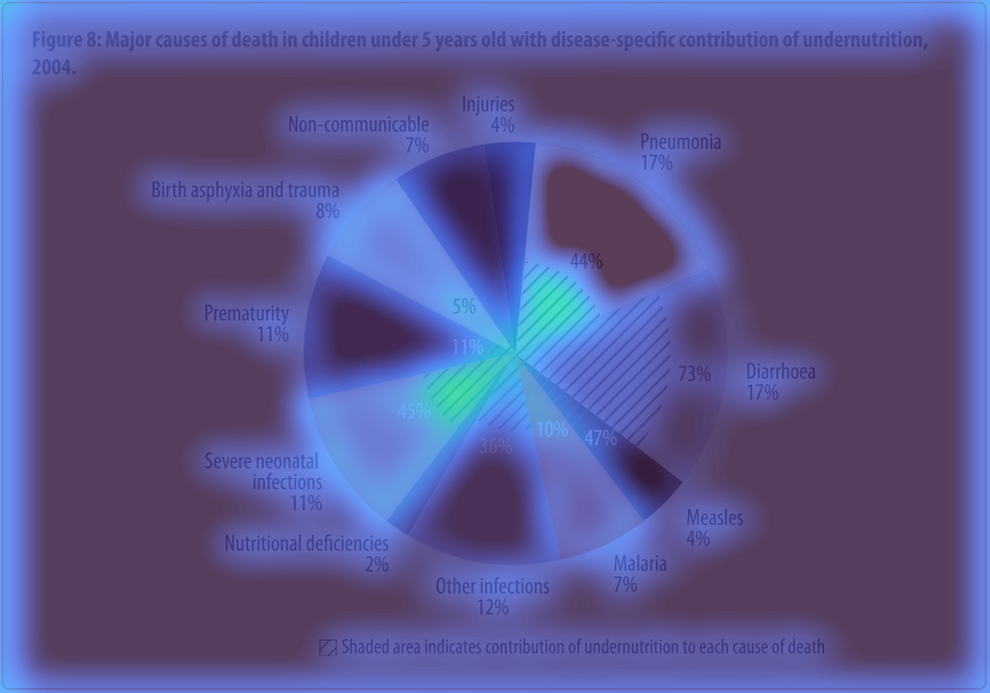 Figure 8: Major causes of death in children under 5 years old with disease-specific contribution of undernutrition,
2004.
Injuries
4%
Non-communicable
7%
Pneumonia
17%
Birth asphyxia and trauma
8%
44%
5%
Prematurity
11%
11%
73%
Diarrhoea
17%
45%
36%
10%
47%
Severe neonatal
infections
11%
Measles
4%
Nutritional deficiencies
2%
Malaria
7%
Other infections
12%
Shaded area indicates contribution of undernutrition to each cause of death